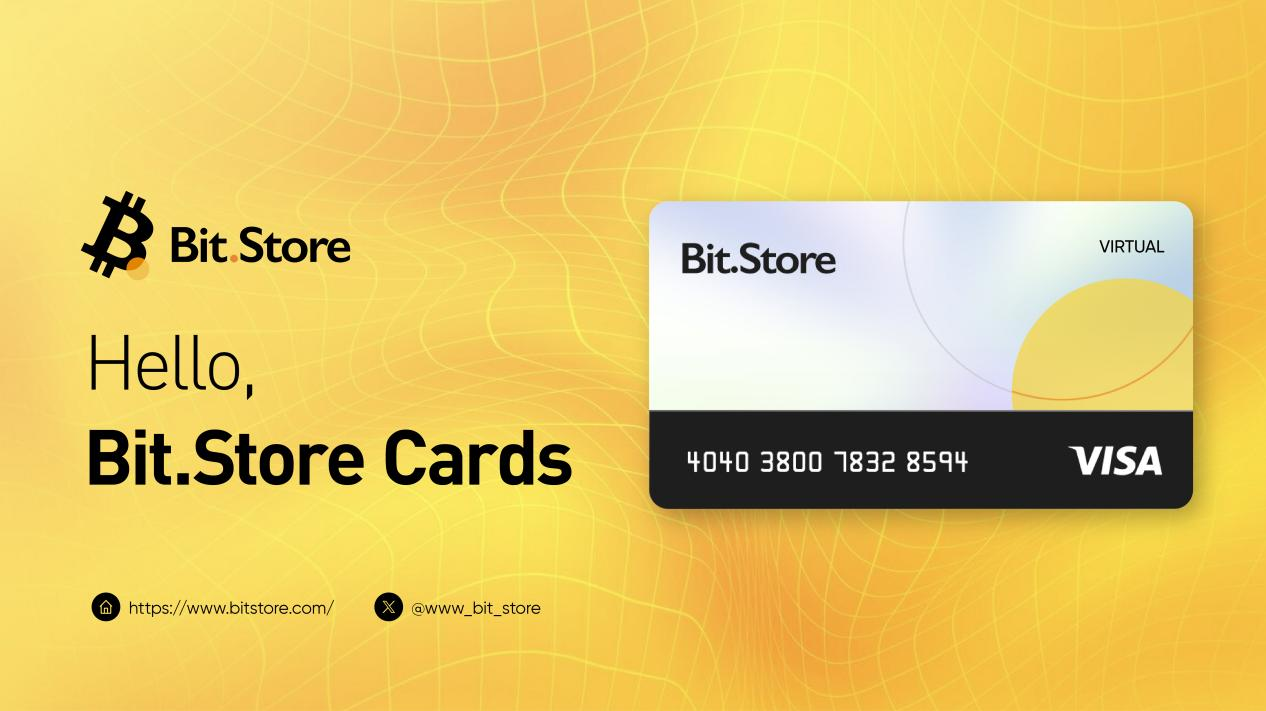 Bit.Store
Hello,
Bit.Store Cards
https://www.bitstore.com/
@www_bit_store
Bit.Store
VIRTUAL
4040 3800 7832 8594
VISA